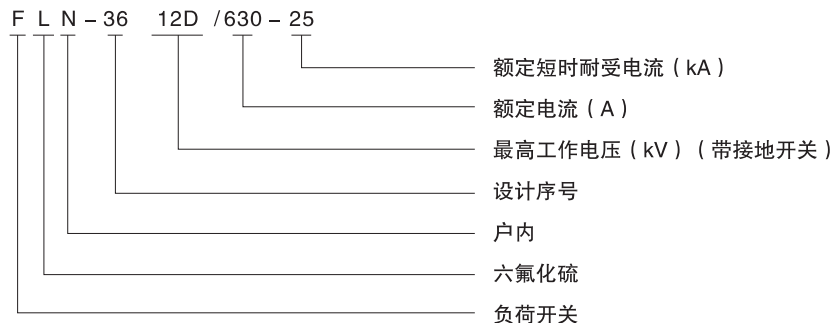 FLN-36 12D/630-25
额定短时耐受电流(kA)
额定电流(A)
最高工作电压(kV)(带接地开关)
设计序号
户内
六氟化硫
负荷开关